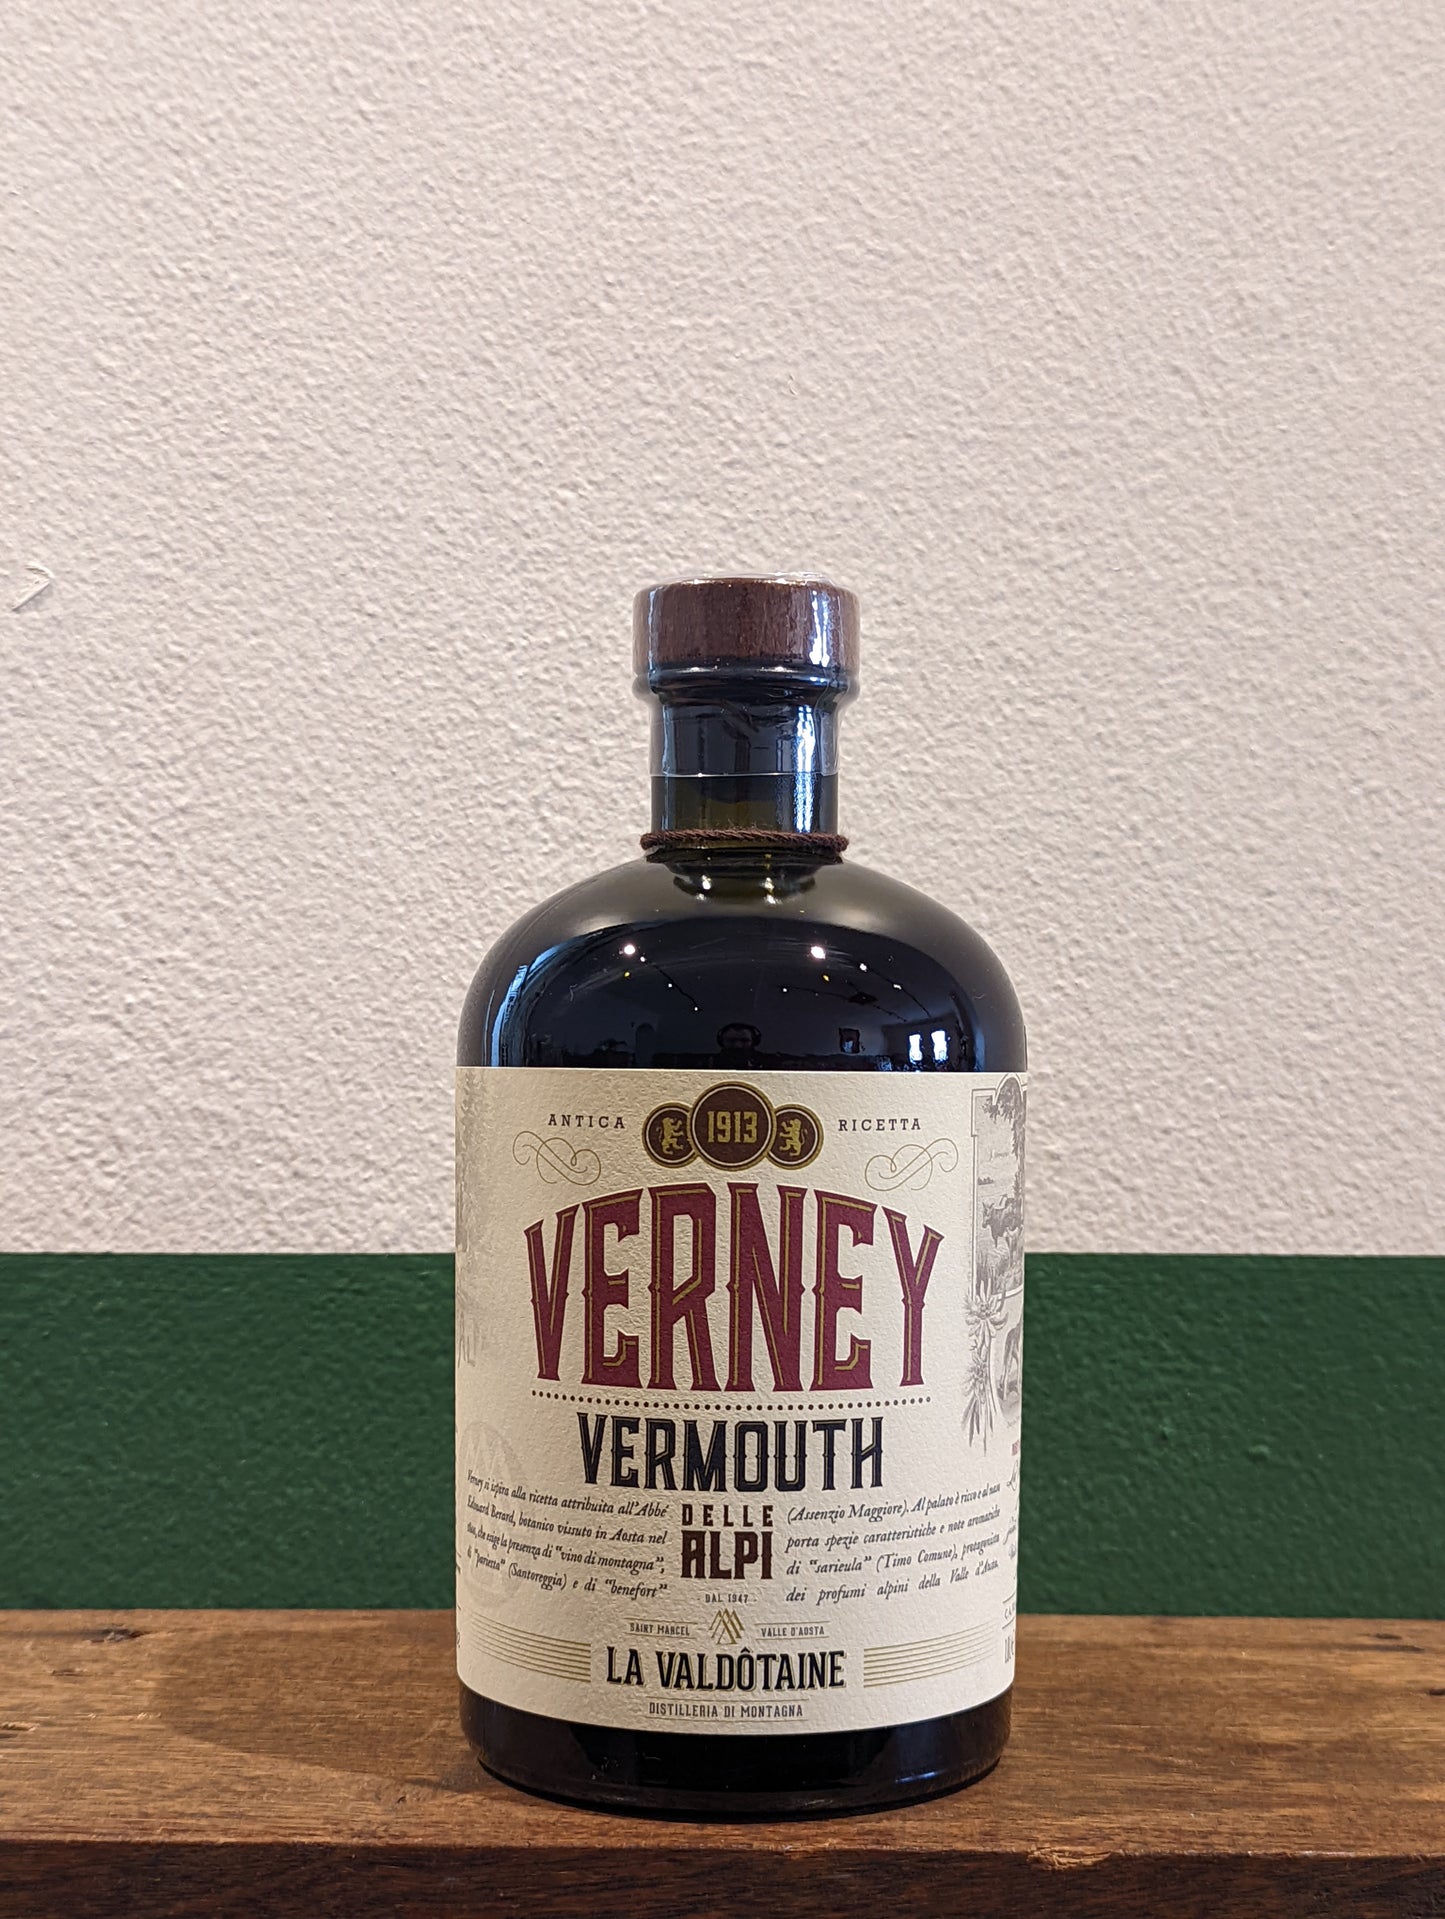 ANTICA 1913 RICETTA
VERNEY
VERMOUTH
DELLE
ALPI
Verney si ispira alla ricetta attribuita all'Abbé
Edouard Berard, botanico vissuto in Aosta nel
che esige la presenza di "vino di montagna",
di "parietta" (Santoreggia) e di "benefort"
(Assenzio Maggiore). Al palato è ricco e al naso
porta spezie caratteristiche e note aromatiche
di "sarieula" (Timo Comune), protagonista
dei profumi alpini della Valle d'Aosta.
DAL 1947
SAINT MARCEL VALLE D'AOSTA
LA VALDÔTAINE
DISTILLERIA DI MONTAGNA